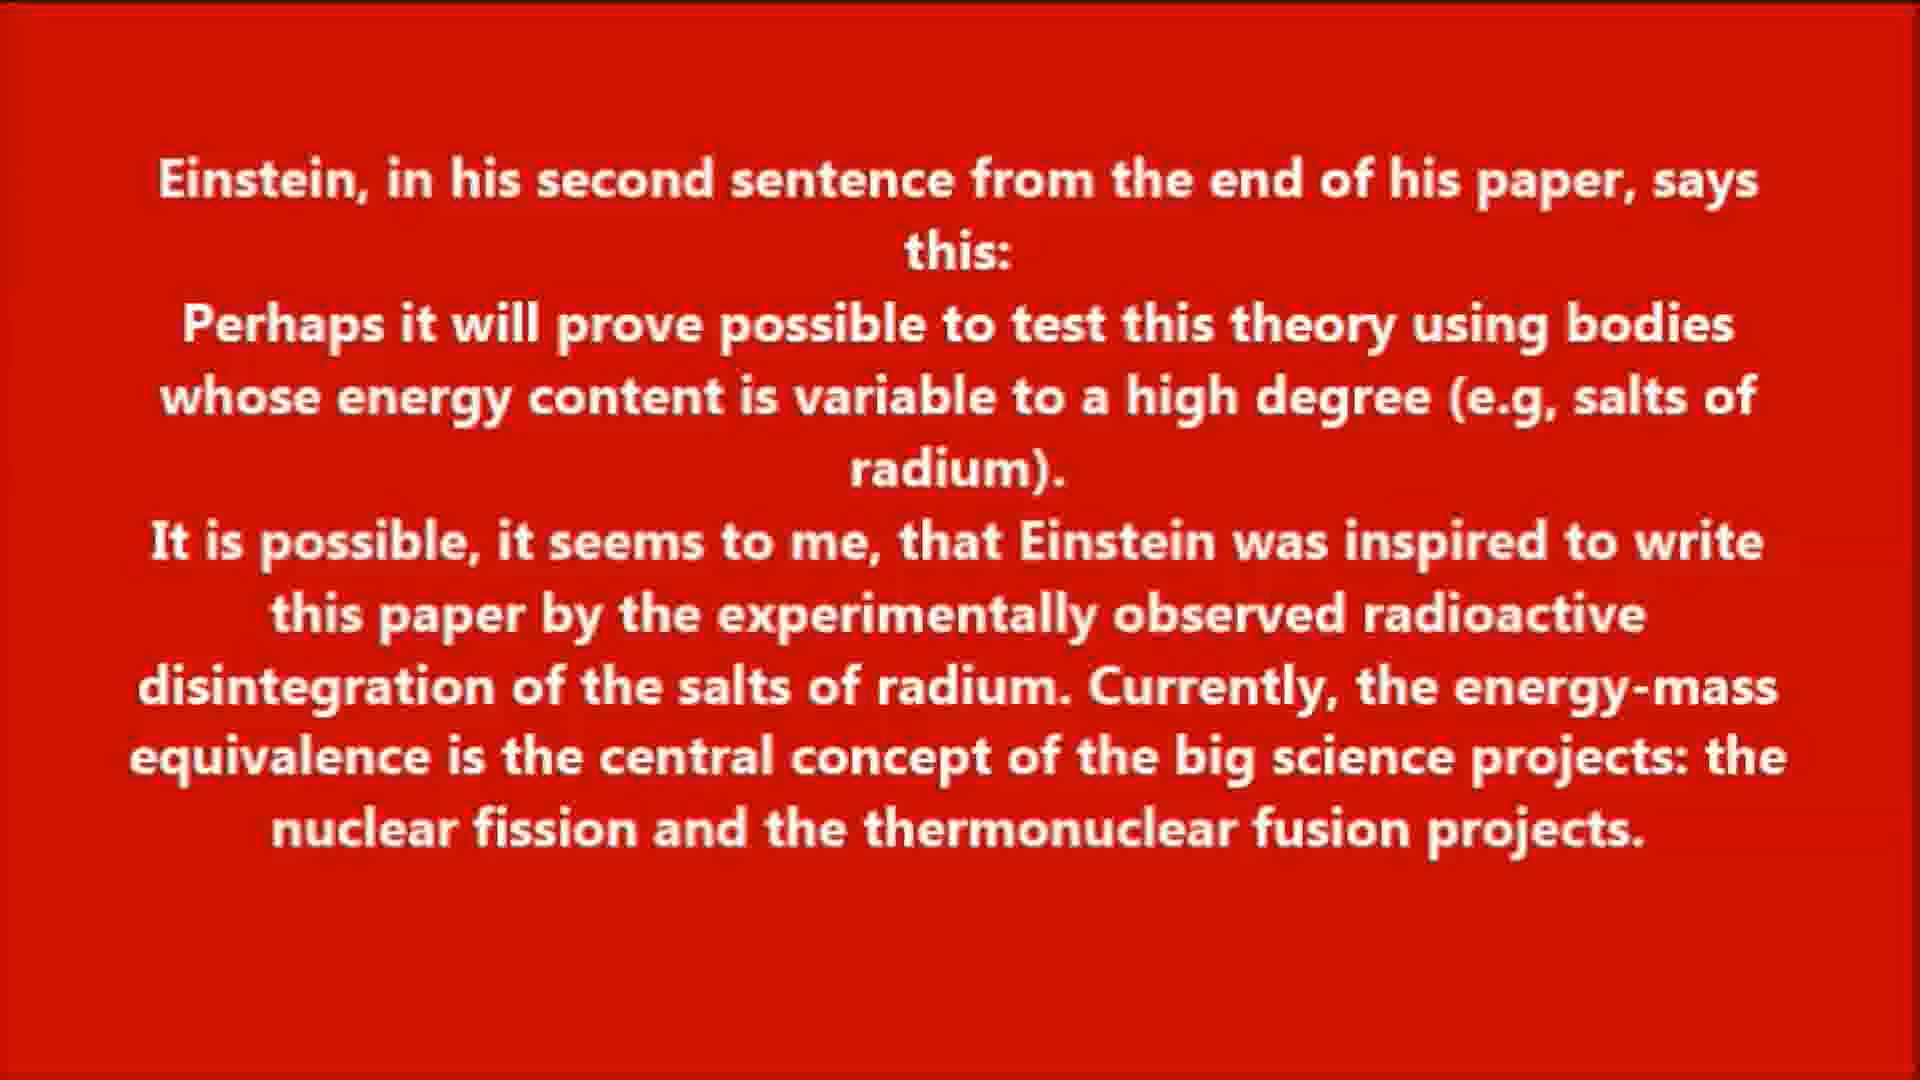 Einstein, in his second sentence from the end of his paper, says
this:
Perhaps it will prove possible to test this theory using bodies
whose energy content is variable to a high degree (e.g, salts of
radium).
It is possible, it seems to me, that Einstein was inspired to write
this paper by the experimentally observed radioactive
disintegration of the salts of radium. Currently, the energy-mass
equivalence is the central concept of the big science projects: the
nuclear fission and the thermonuclear fusion projects.